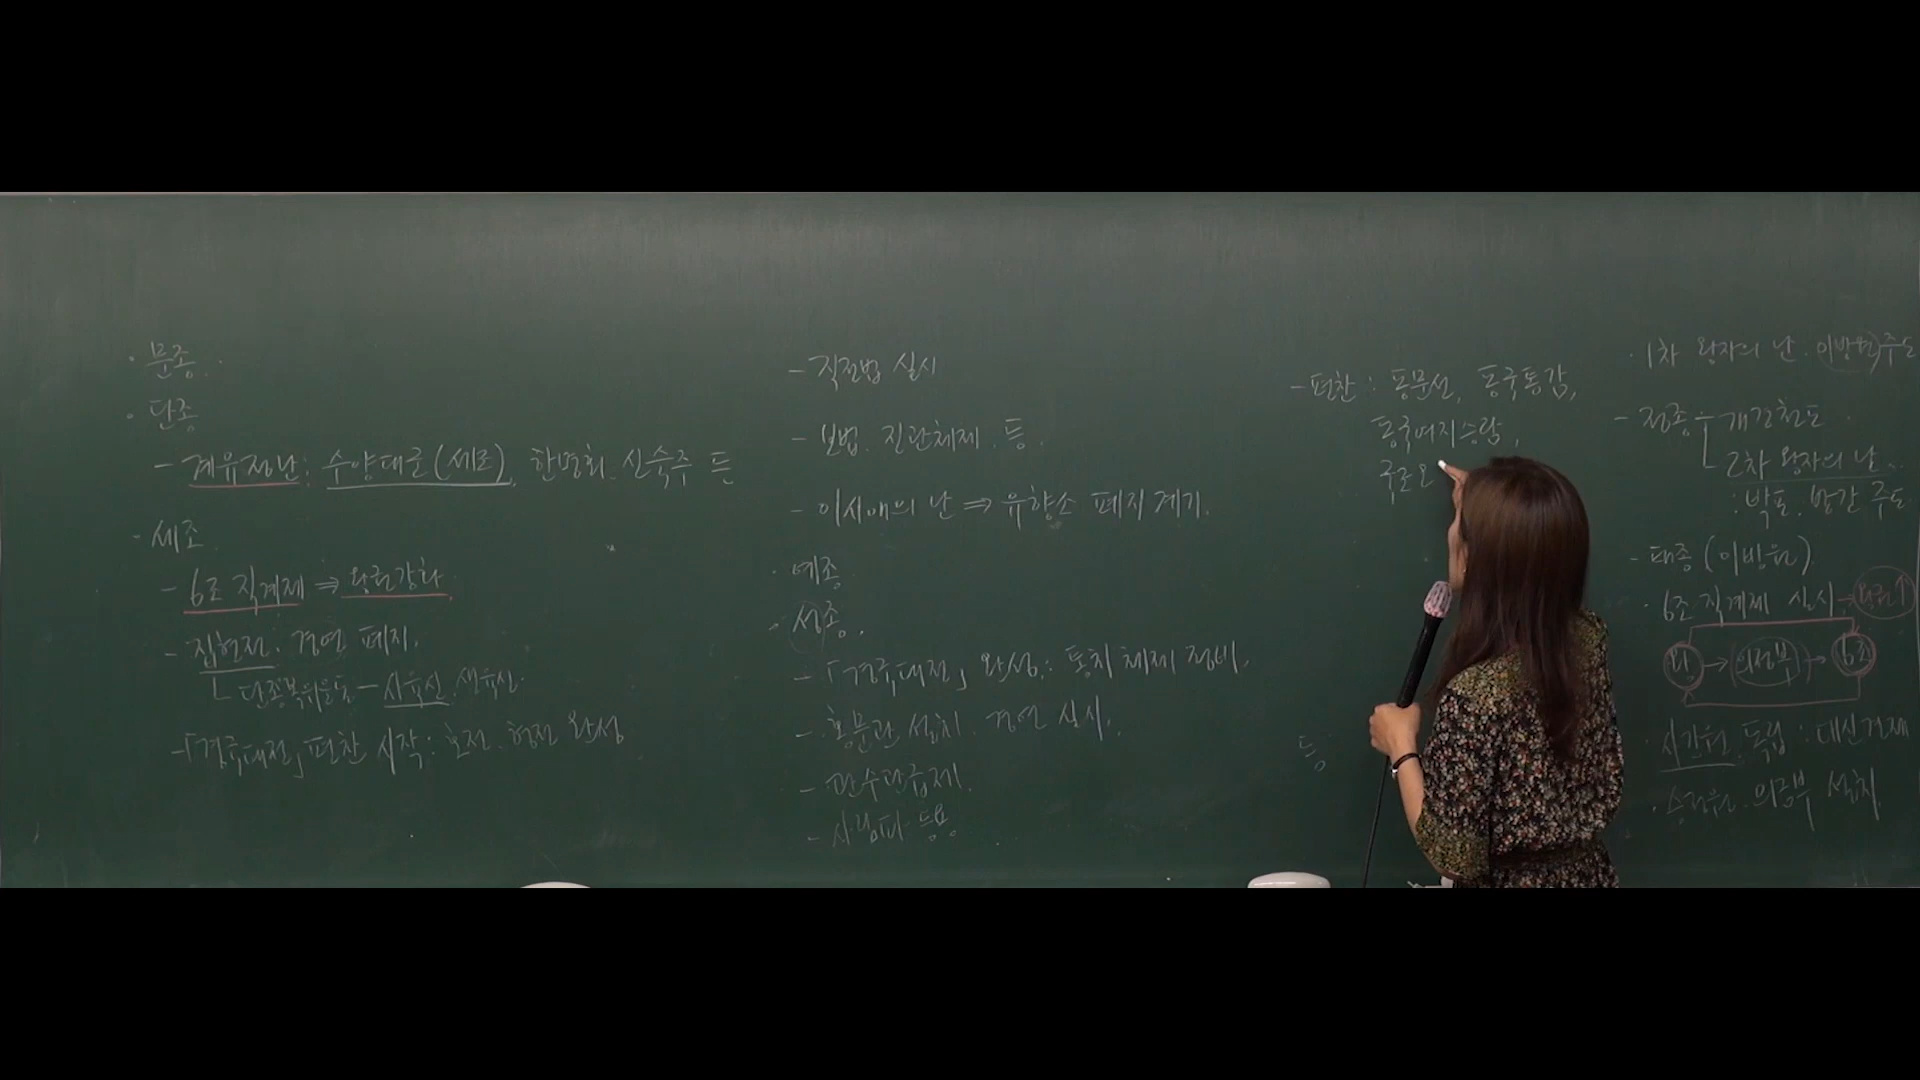 · 문종.
· 단종
- 계유정난: 수양대군(세조), 한명회. 신숙주 등
· 세조
- 6조 직계제 ⇒ 왕권강화
- 집현전. 경연 폐지.
└ 단종복위운동 - 사육신. 생육신.
-「경국대전」편찬 시작: 호전. 형전 완성
- 직전법 실시
- 보법. 진관체제. 등.
- 이시애의 난 ⇒ 유향소 폐지 계기.
· 예종
· 성종.
-「경국대전」완성: 통치 체제 정비.
- 홍문관 설치. 경연 실시.
- 관수관급제.
- 사림파 등용
- 편찬: 동문선, 동국통감,
동국여지승람,
국조오
등
· 1차 왕자의 난. 이방원 주도
- 정종 개경천도
└ 2차 왕자의 난
: 박포. 방간 주도
- 태종 (이방원)
· 6조 직계제 실시 → 왕권↑
왕 → 의정부 → 6조
· 사간원 독립: 대신견제
· 승정원. 의금부 설치.